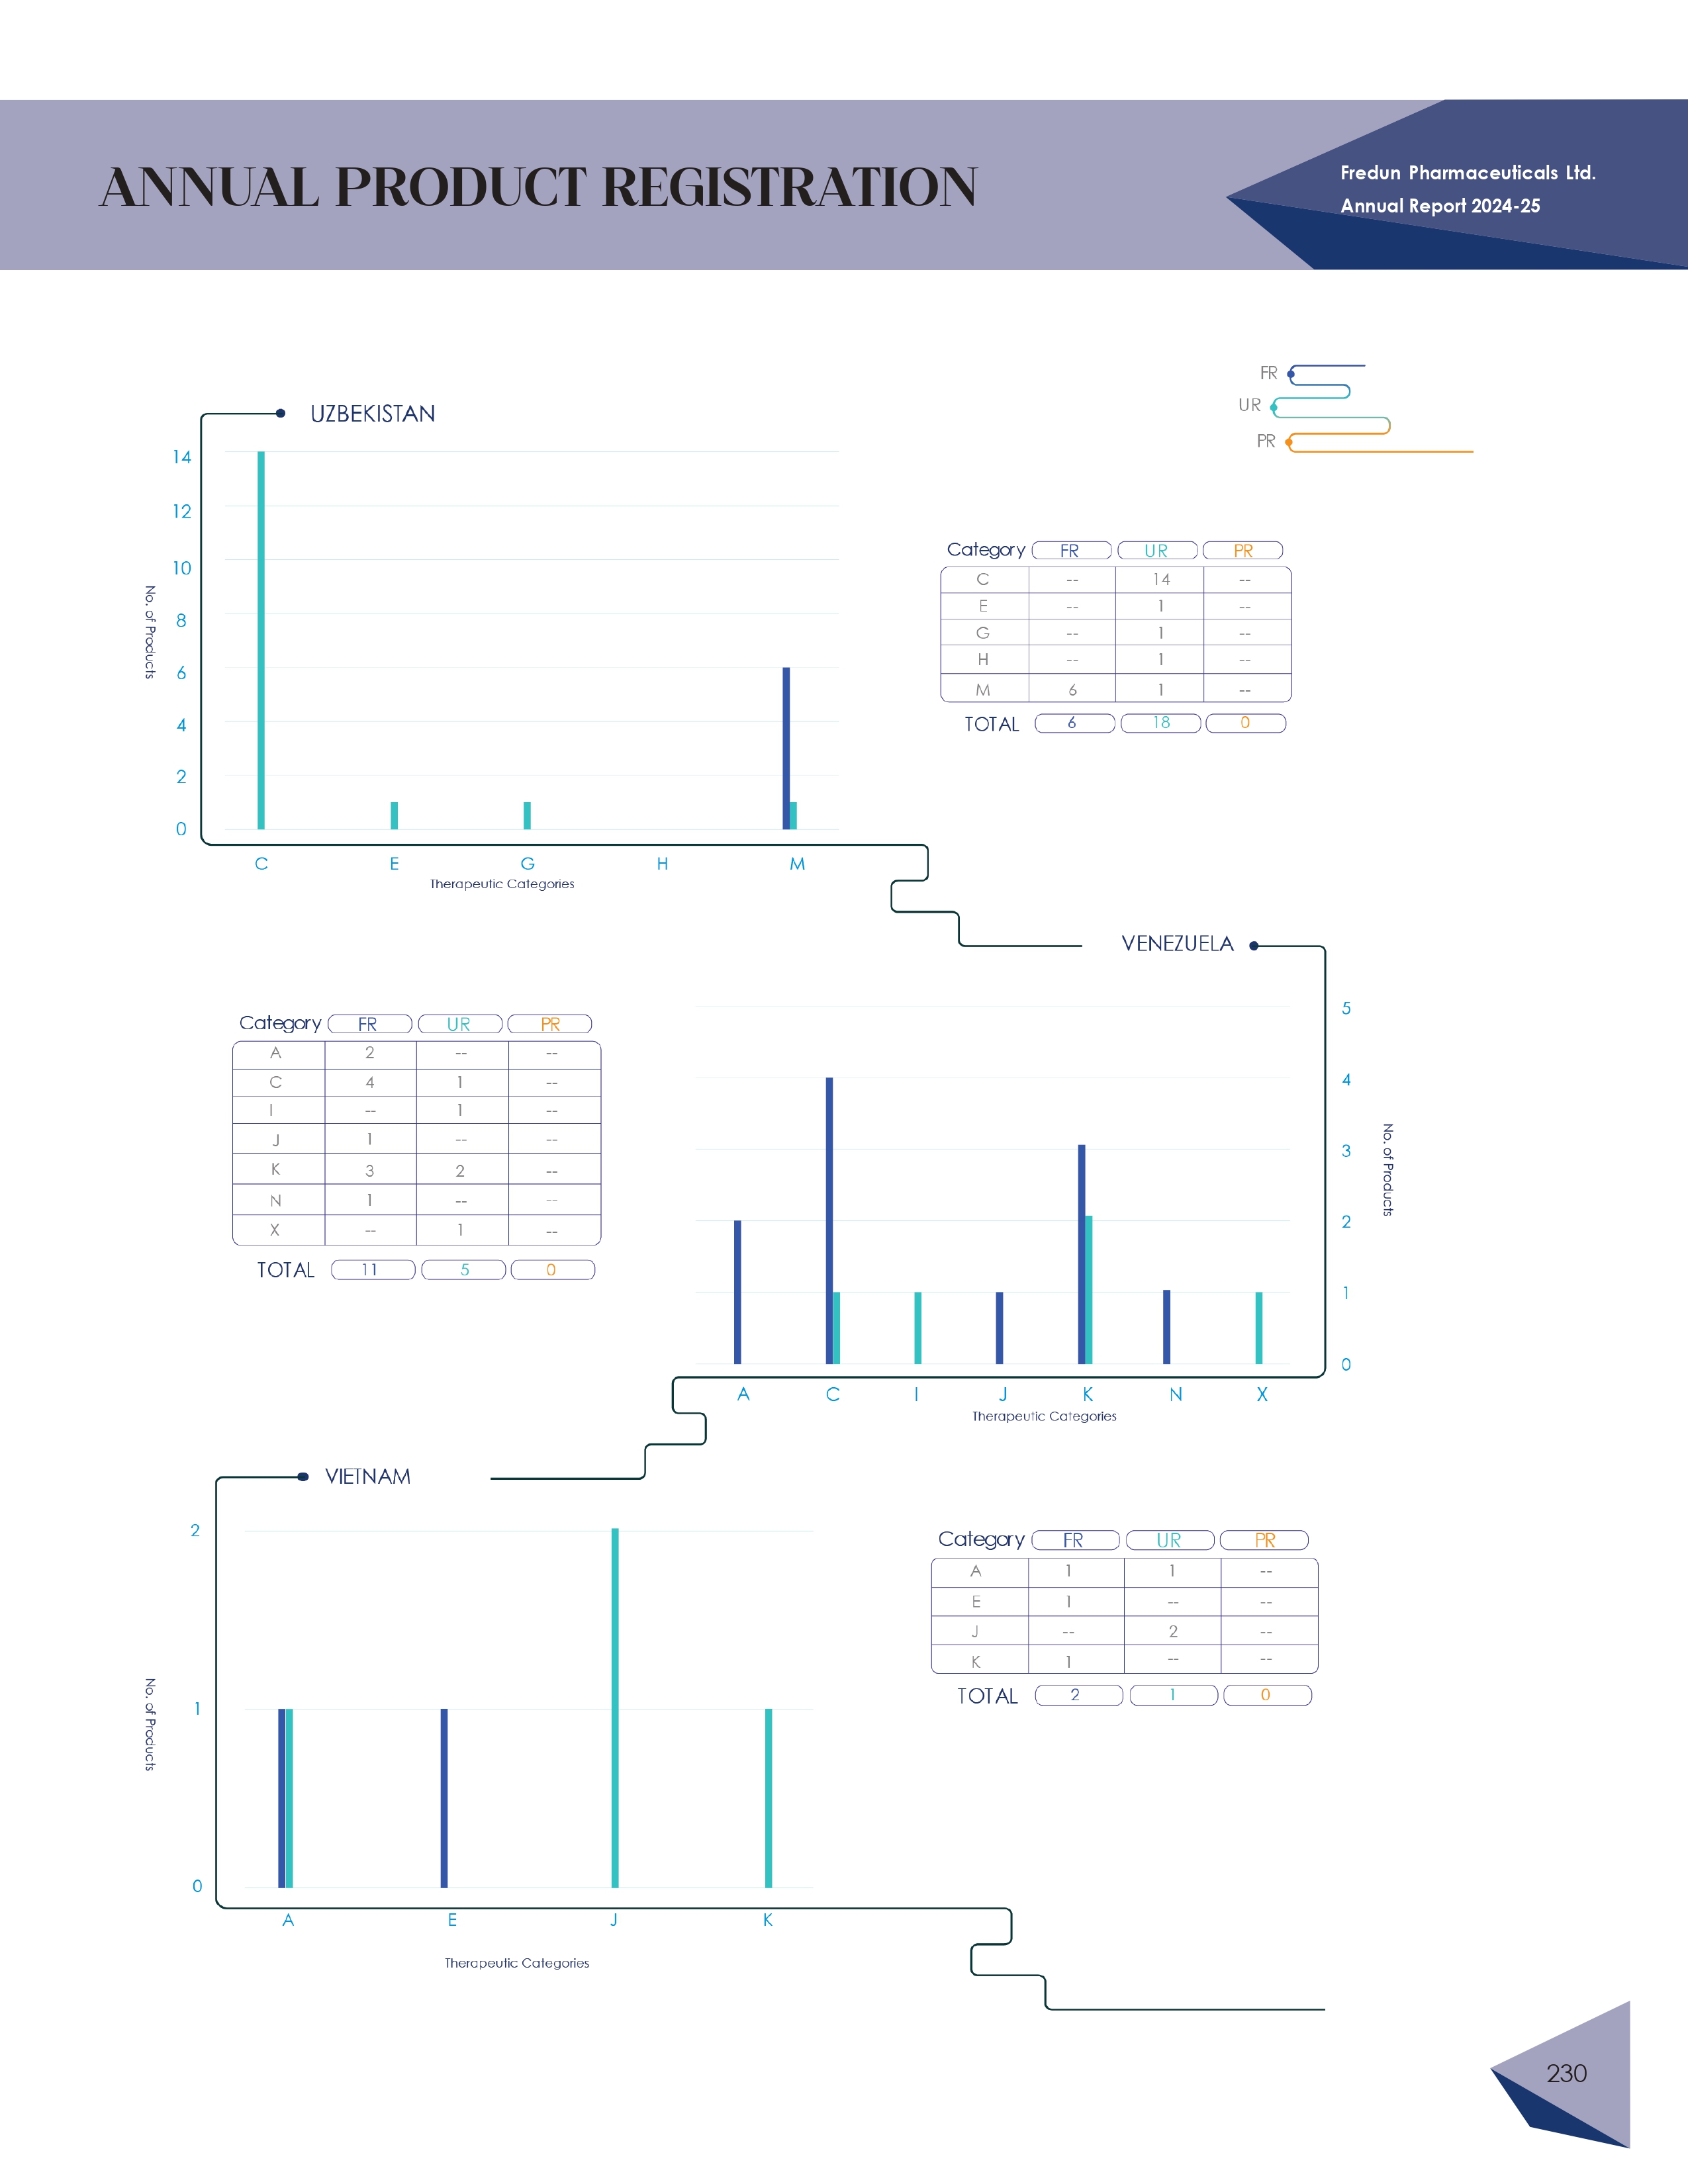 ANNUAL PRODUCT REGISTRATION
Fredun Pharmaceuticals Ltd.
Annual Report 2024-25
FR
UR
PR
UZBEKISTAN
14
12
10
8
6
4
2
0
No. of Products
C E G H M
Therapeutic Categories
Category FR UR PR
C -- 14 --
E -- 1 --
G -- 1 --
H -- 1 --
M 6 1 --
TOTAL 6 18 0
VENEZUELA
Category FR UR PR
A 2 -- --
C 4 1 --
I -- 1 --
J 1 -- --
K 3 2 --
N 1 -- --
X -- 1 --
TOTAL 11 5 0
5
4
3
2
1
0
No. of Products
A C I J K N X
Therapeutic Categories
VIETNAM
2
1
0
No. of Products
A E J K
Therapeutic Categories
Category FR UR PR
A 1 1 --
E 1 -- --
J -- 2 --
K 1 -- --
TOTAL 2 1 0
230